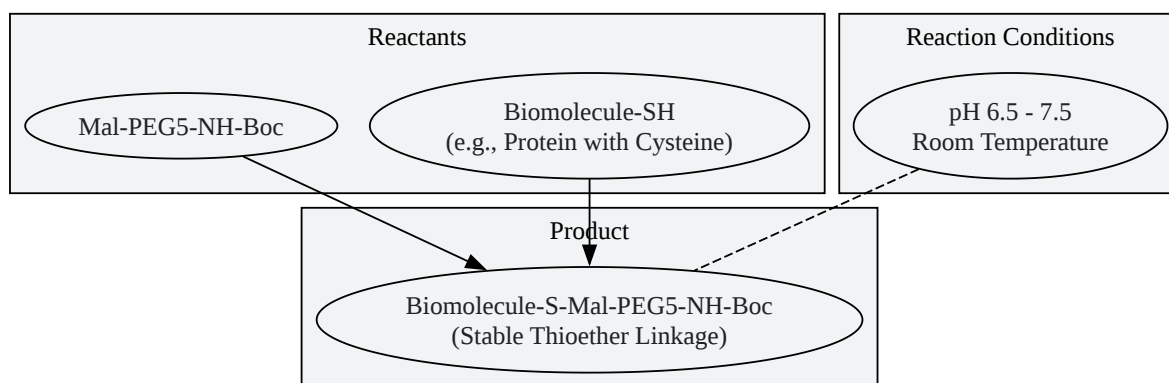 Reactants
Reaction Conditions
Mal-PEG5-NH-Boc
Biomolecule-SH
(e.g., Protein with Cysteine)
pH 6.5 - 7.5
Room Temperature
Product
Biomolecule-S-Mal-PEG5-NH-Boc
(Stable Thioether Linkage)